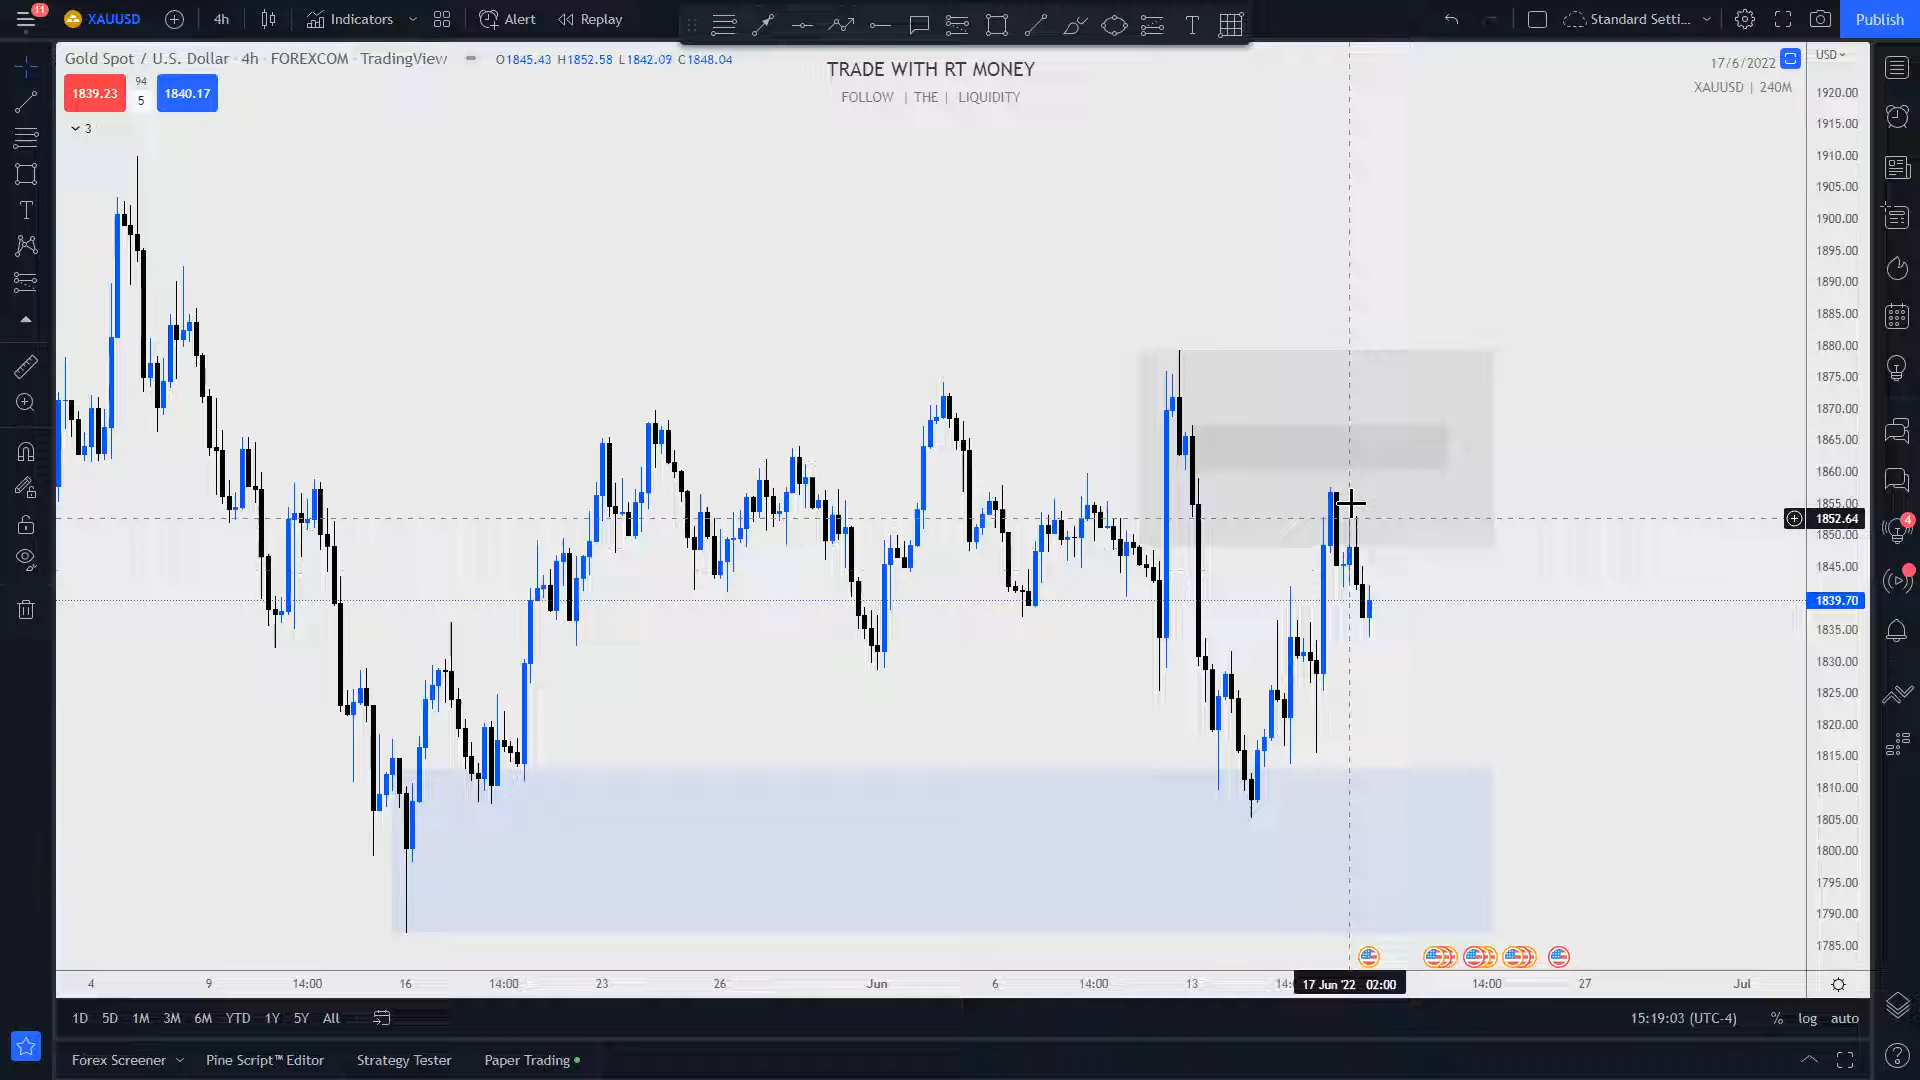 11
XAUUSD
4h
Indicators
Alert
Replay
Standard Setti...
Publish
Gold Spot / U.S. Dollar · 4h · FOREXCOM · TradingView
O1845.43 H1852.58 L1842.09 C1848.04
TRADE WITH RT MONEY
FOLLOW | THE | LIQUIDITY
17/6/2022
XAUUSD | 240M
USD
1839.23
94
5
1840.17
3
1920.00
1915.00
1910.00
1905.00
1900.00
1895.00
1890.00
1885.00
1880.00
1875.00
1870.00
1865.00
1860.00
1855.00
1852.64
1850.00
1845.00
1839.70
1835.00
1830.00
1825.00
1820.00
1815.00
1810.00
1805.00
1800.00
1795.00
1790.00
1785.00
4
4 9 14:00 16 14:00 23 26 Jun 6 14:00 13 17 Jun '22 02:00 14:00 27 Jul
1D 5D 1M 3M 6M YTD 1Y 5Y All
15:19:03 (UTC-4) % log auto
Forex Screener Pine Script™ Editor Strategy Tester Paper Trading